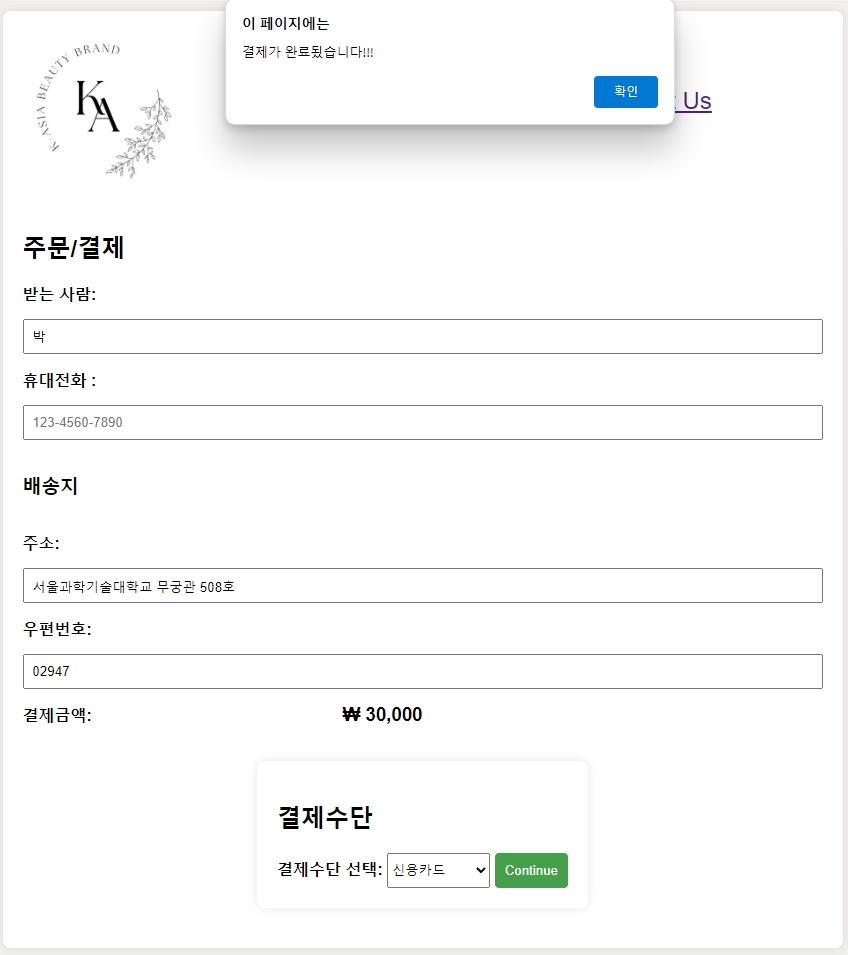 이 페이지에는
결제가 완료됬습니다!!!
확인
K-ASIA BEAUTY BRAND
KA
Us
주문/결제
받는 사람:
박
휴대전화 :
123-4560-7890
배송지
주소:
서울과학기술대학교 무궁관 508호
우편번호:
02947
결제금액: ₩ 30,000
결제수단
결제수단 선택: 신용카드 Continue